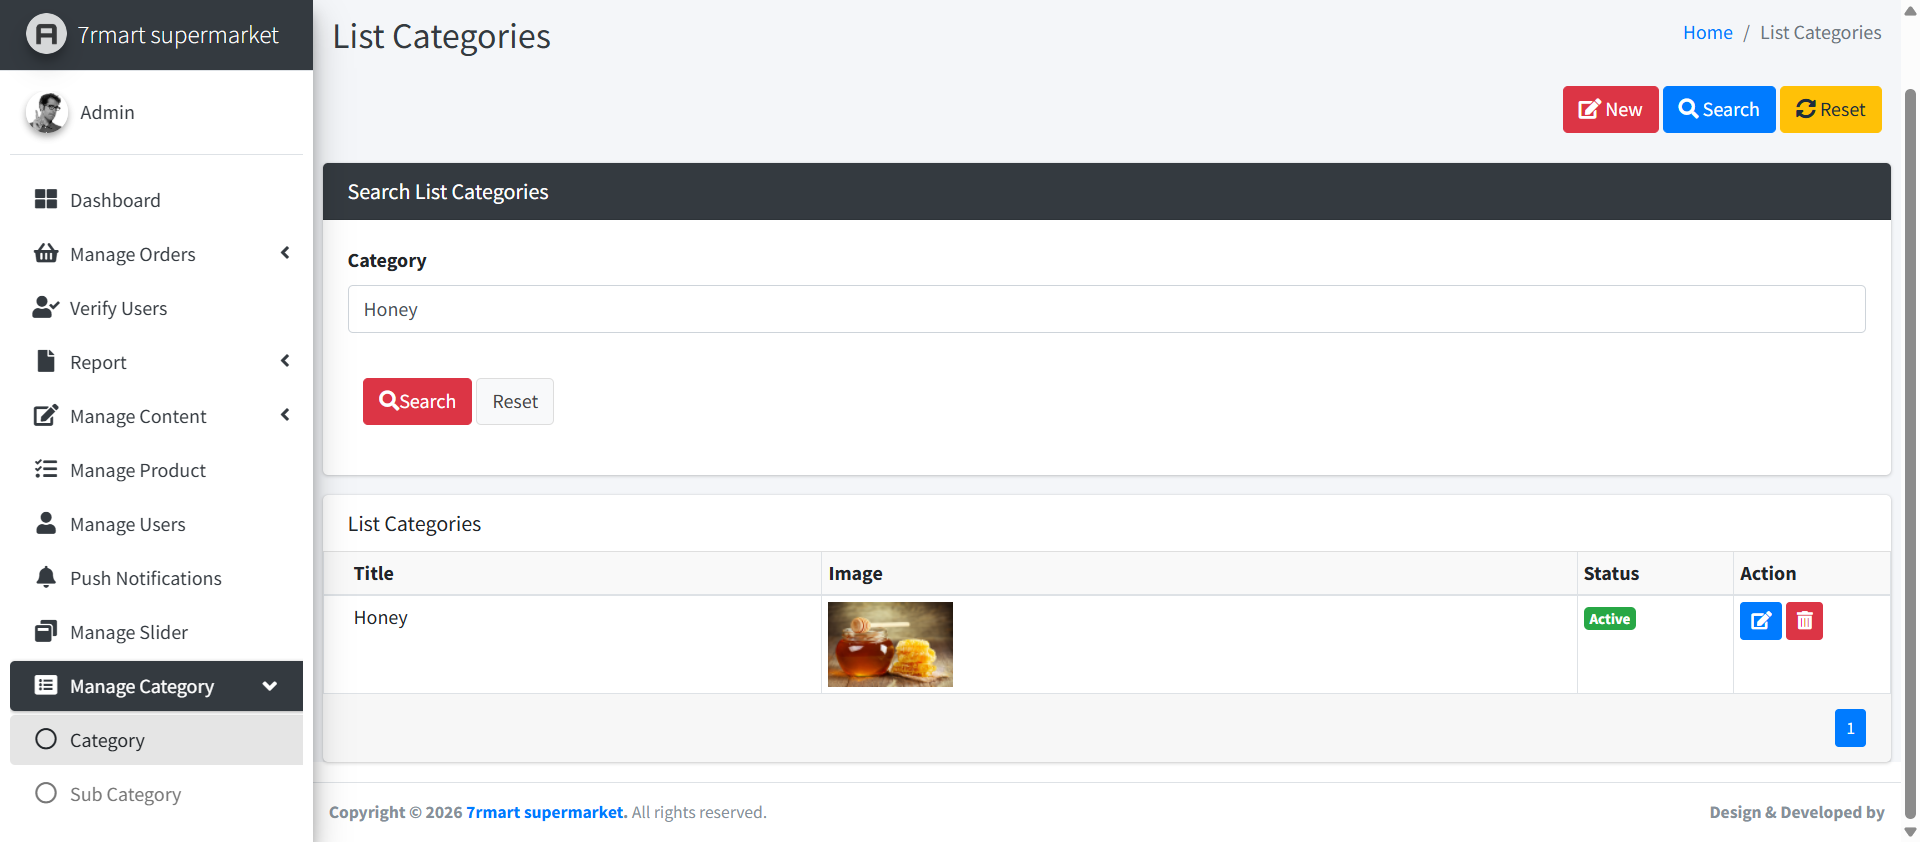 7rmart supermarket
Admin
Dashboard
Manage Orders
Verify Users
Report
Manage Content
Manage Product
Manage Users
Push Notifications
Manage Slider
Manage Category
Category
Sub Category
List Categories
Home / List Categories
New Search Reset
Search List Categories
Category
Honey
Search Reset
List Categories
Title Image Status Action
Honey Active
1
Copyright © 2026 7rmart supermarket. All rights reserved.
Design & Developed by